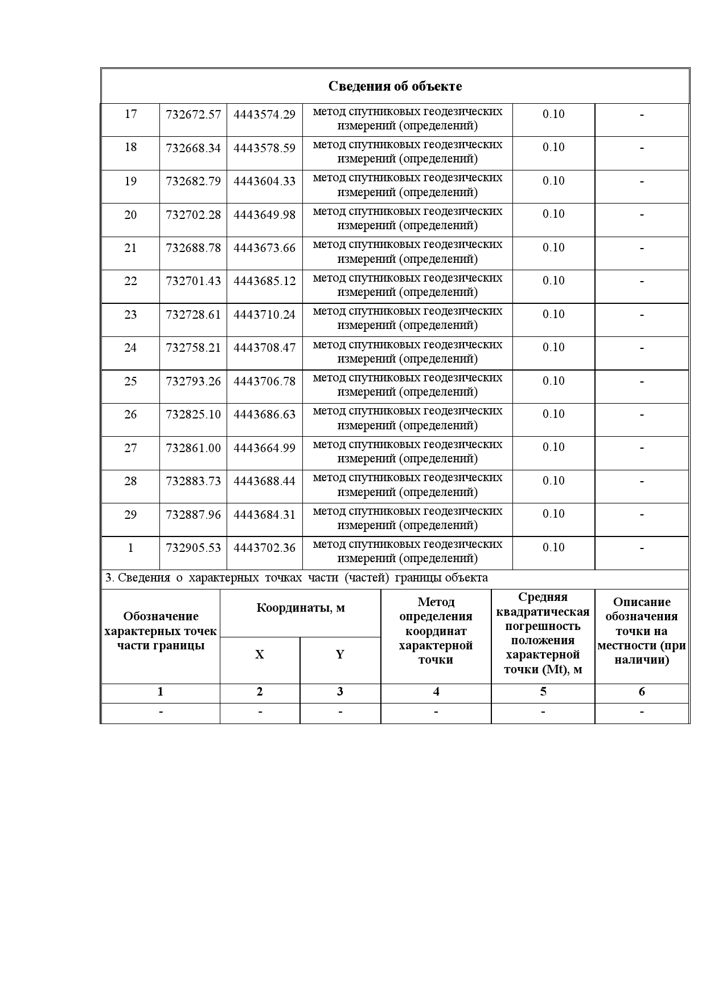 Сведения об объекте
17 732672.57 4443574.29 метод спутниковых геодезических измерений (определений) 0.10 -
18 732668.34 4443578.59 метод спутниковых геодезических измерений (определений) 0.10 -
19 732682.79 4443604.33 метод спутниковых геодезических измерений (определений) 0.10 -
20 732702.28 4443649.98 метод спутниковых геодезических измерений (определений) 0.10 -
21 732688.78 4443673.66 метод спутниковых геодезических измерений (определений) 0.10 -
22 732701.43 4443685.12 метод спутниковых геодезических измерений (определений) 0.10 -
23 732728.61 4443710.24 метод спутниковых геодезических измерений (определений) 0.10 -
24 732758.21 4443708.47 метод спутниковых геодезических измерений (определений) 0.10 -
25 732793.26 4443706.78 метод спутниковых геодезических измерений (определений) 0.10 -
26 732825.10 4443686.63 метод спутниковых геодезических измерений (определений) 0.10 -
27 732861.00 4443664.99 метод спутниковых геодезических измерений (определений) 0.10 -
28 732883.73 4443688.44 метод спутниковых геодезических измерений (определений) 0.10 -
29 732887.96 4443684.31 метод спутниковых геодезических измерений (определений) 0.10 -
1 732905.53 4443702.36 метод спутниковых геодезических измерений (определений) 0.10 -
3. Сведения о характерных точках части (частей) границы объекта
Обозначение
характерных точек
части границы
Координаты, м
X Y
Метод
определения
координат
характерной
точки
Средняя
квадратическая
погрешность
положения
характерной
точки (Mt), м
Описание
обозначения
точки на
местности (при
наличии)
1 2 3 4 5 6
- - - - - -